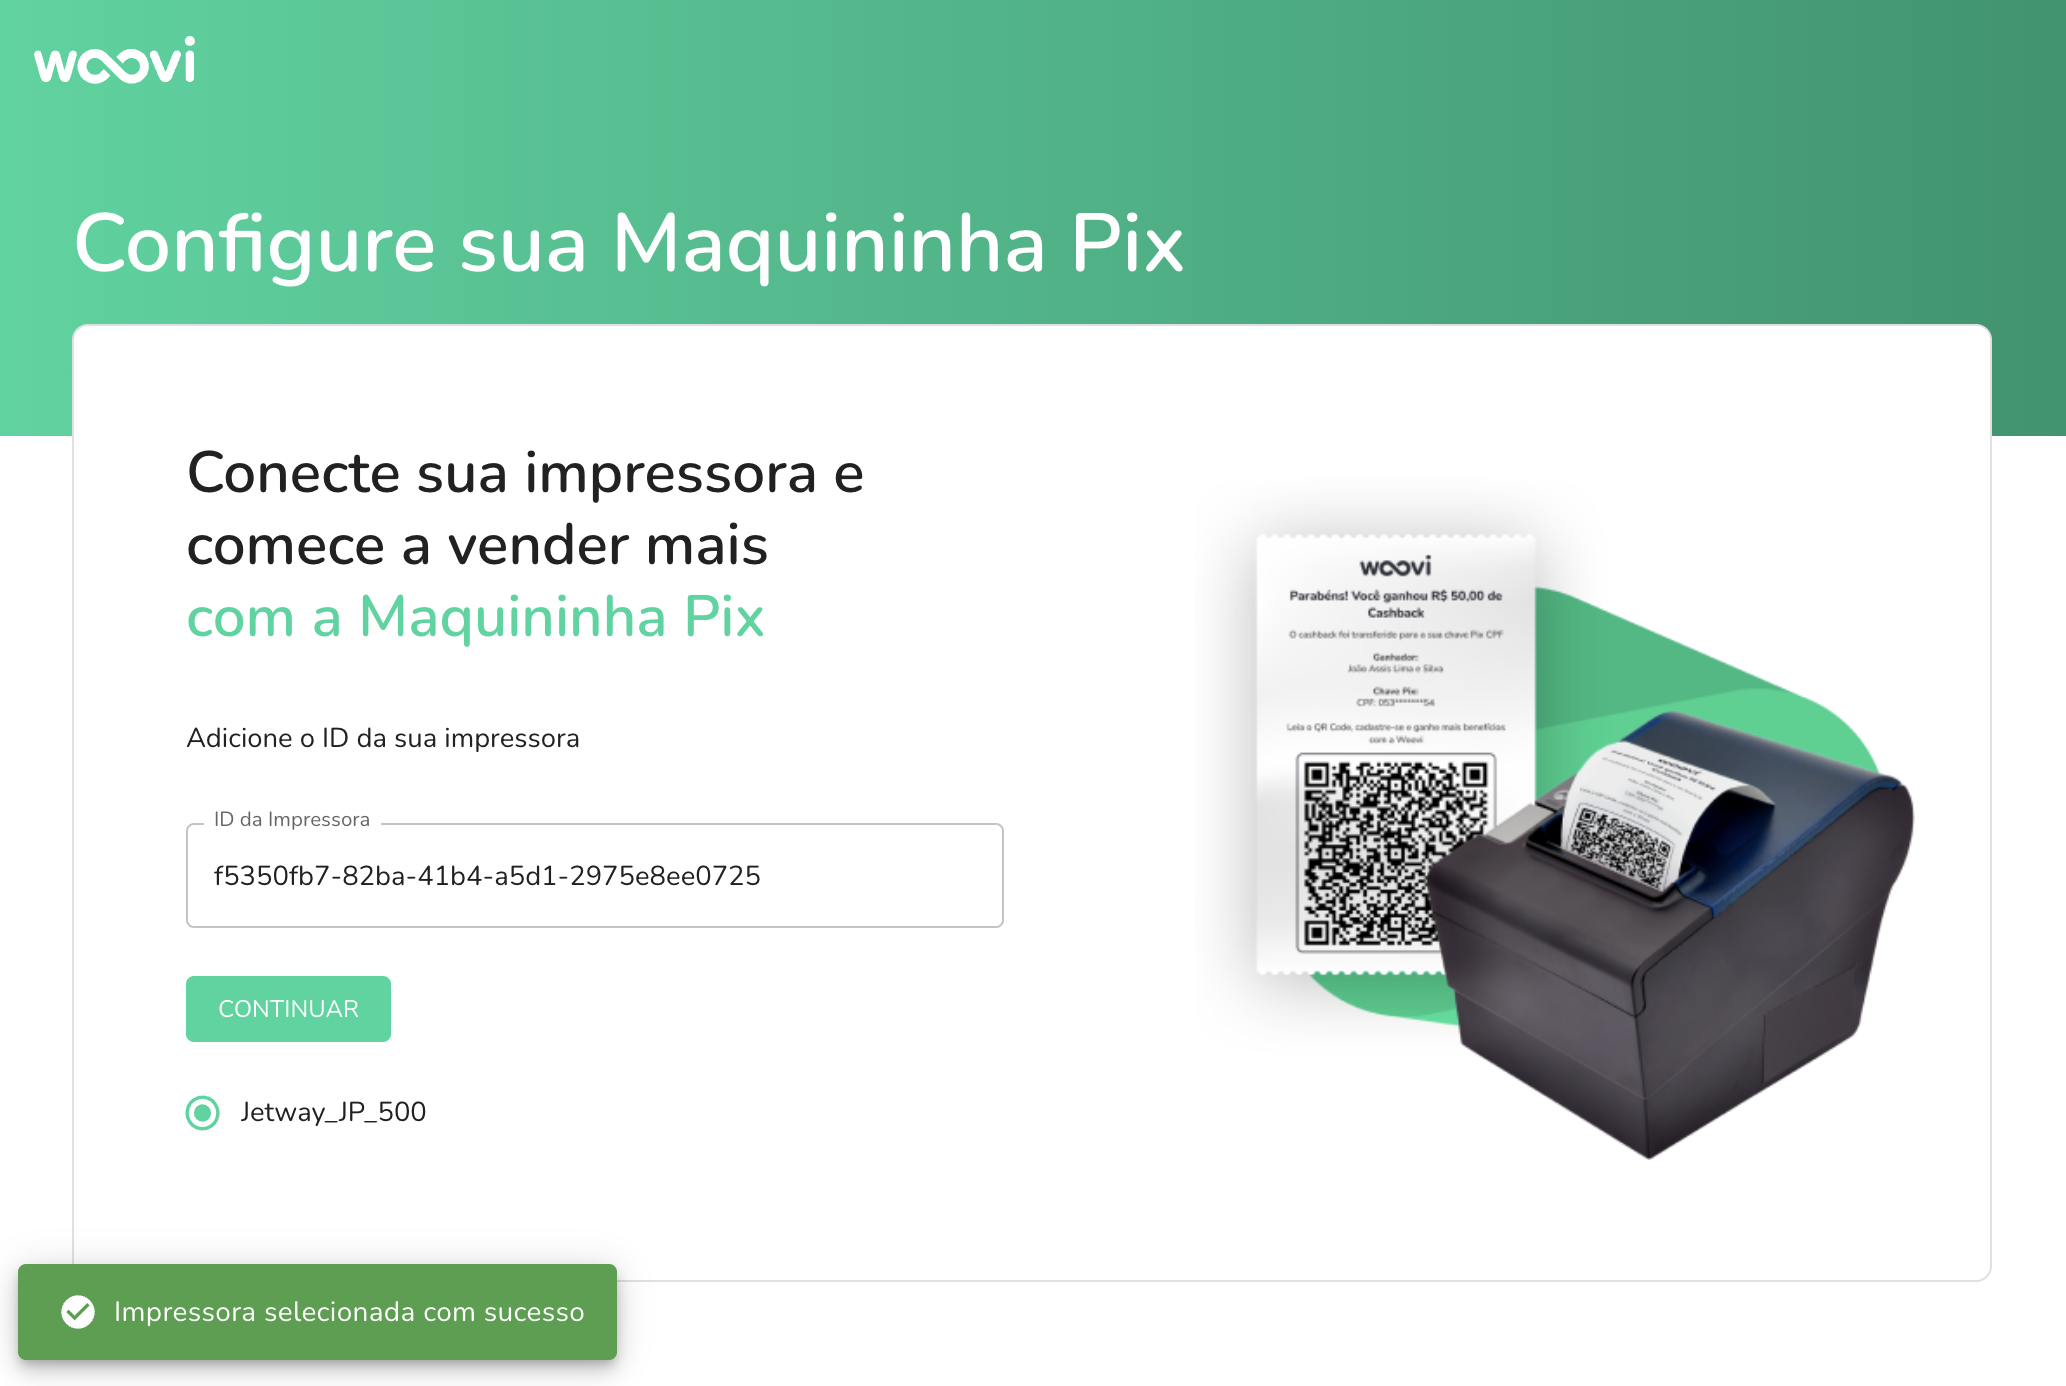 woovi
Configure sua Maquininha Pix
Conecte sua impressora e
comece a vender mais
com a Maquininha Pix
Adicione o ID da sua impressora
ID da Impressora
f5350fb7-82ba-41b4-a5d1-2975e8ee0725
CONTINUAR
Jetway_JP_500
Impressora selecionada com sucesso
woovi
Parabéns! Você ganhou R$ 50,00 de
Cashback
O cashback foi transferido para a sua chave Pix CPF
Ganhador:
João Assis Lima e Silva
Chave Pix:
CPF: 053*******54
Leia o QR Code, cadastre-se e ganhe mais benefícios
com a Woovi